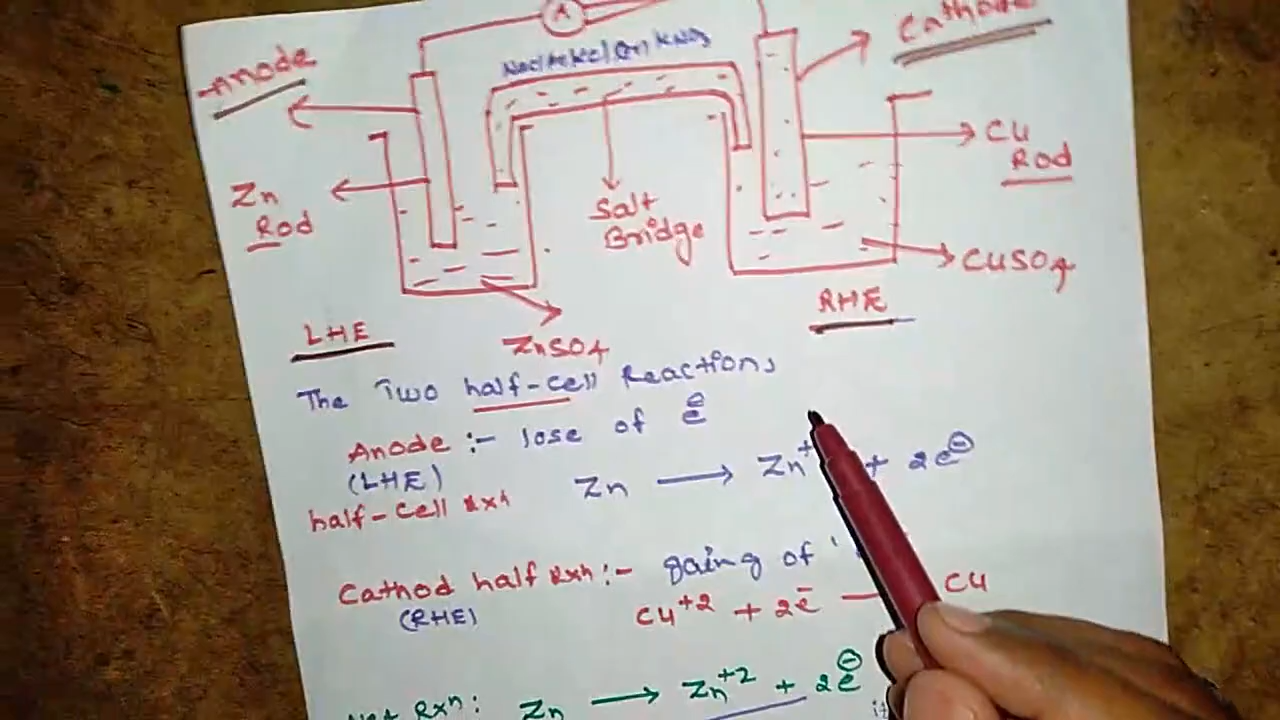 A
Cathode
Anode
NaCl
KNO3
Cu
Rod
Zn
Rod
Salt
Bridge
CuSO4
RHE
LHE
ZnSO4
The Two half-cell Reactions
Anode :- lose of e
(LHE)
Zn → Zn+ + 2e⊖
half-cell Rxn
Cathod half Rxn :- gaing of
(RHE)
Cu+2 + 2e- Cu
Rxn : Zn → Zn+2 + 2e⊖